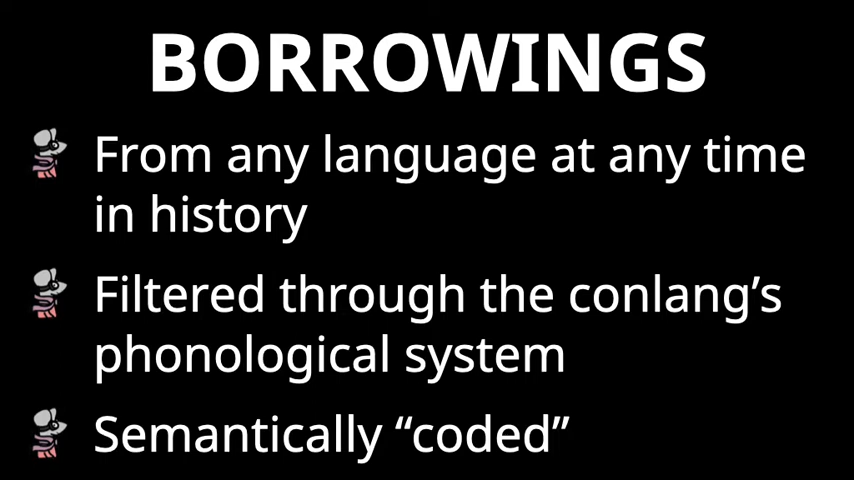 BORROWINGS
From any language at any time
in history
Filtered through the conlang’s
phonological system
Semantically “coded”